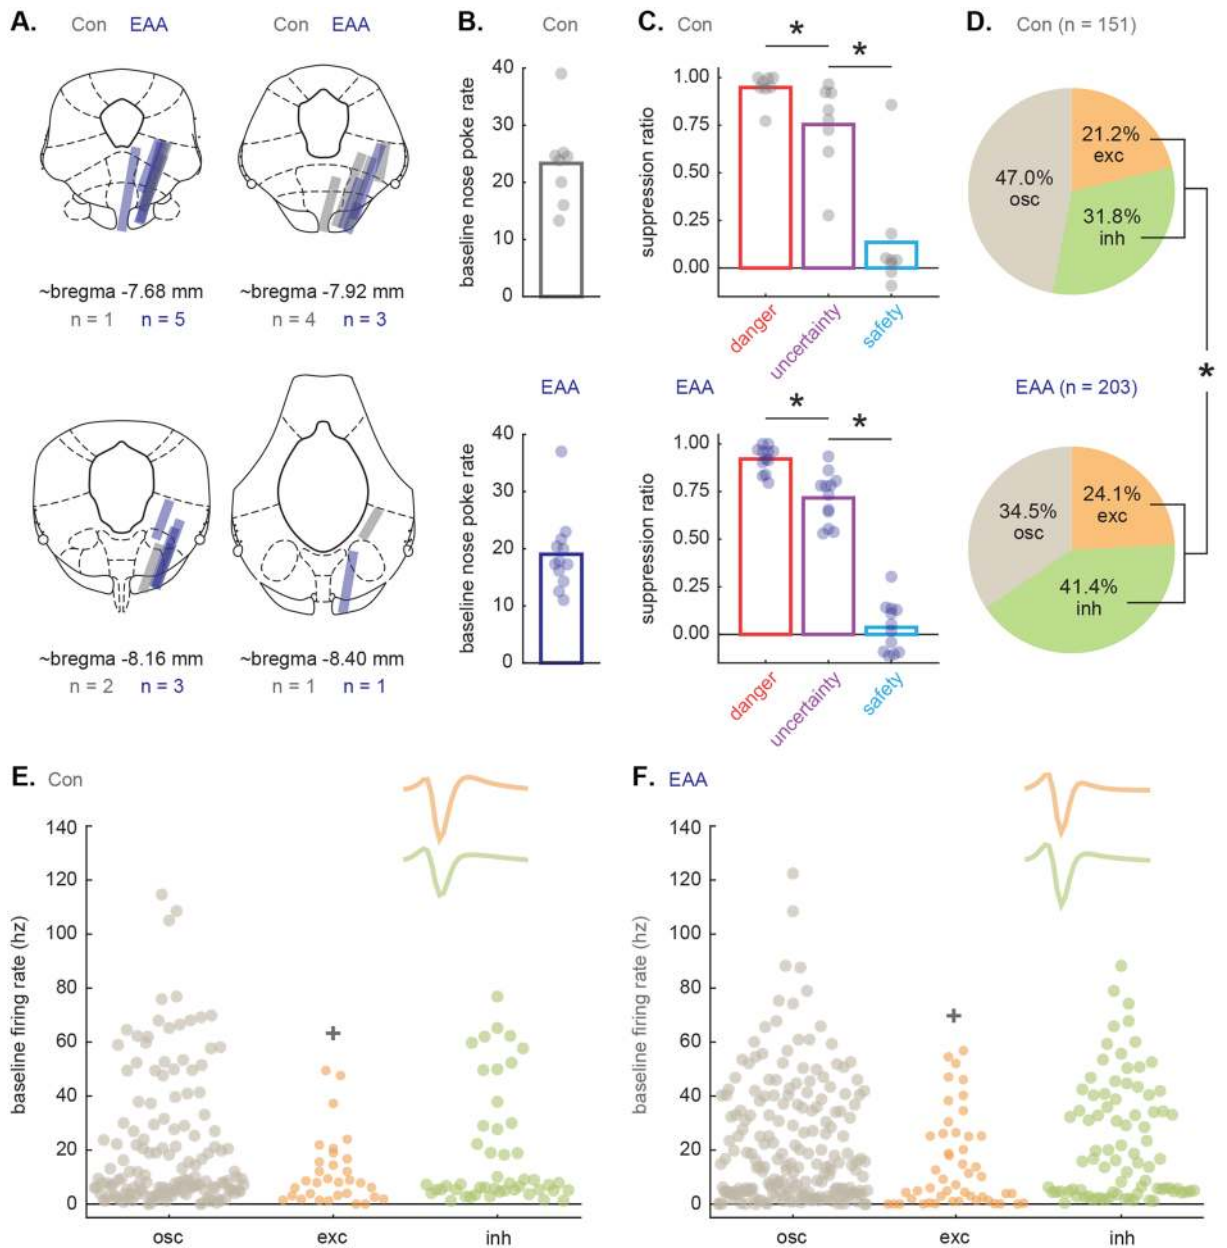 A.
Con EAA
Con EAA
~bregma -7.68 mm
n = 1 n = 5
~bregma -7.92 mm
n = 4 n = 3
~bregma -8.16 mm
n = 2 n = 3
~bregma -8.40 mm
n = 1 n = 1
B.
Con
baseline nose poke rate
40
30
20
10
0
EAA
baseline nose poke rate
40
30
20
10
0
C.
Con
* *
suppression ratio
1.00
0.75
0.50
0.25
0.00
danger
uncertainty
safety
EAA
* *
suppression ratio
1.00
0.75
0.50
0.25
0.00
danger
uncertainty
safety
D.
Con (n = 151)
21.2%
exc
47.0%
osc
31.8%
inh
*
EAA (n = 203)
24.1%
exc
34.5%
osc
41.4%
inh
E. Con
baseline firing rate (hz)
140
120
100
80
60
40
20
0
+
osc exc inh
F. EAA
baseline firing rate (hz)
140
120
100
80
60
40
20
0
+
osc exc inh